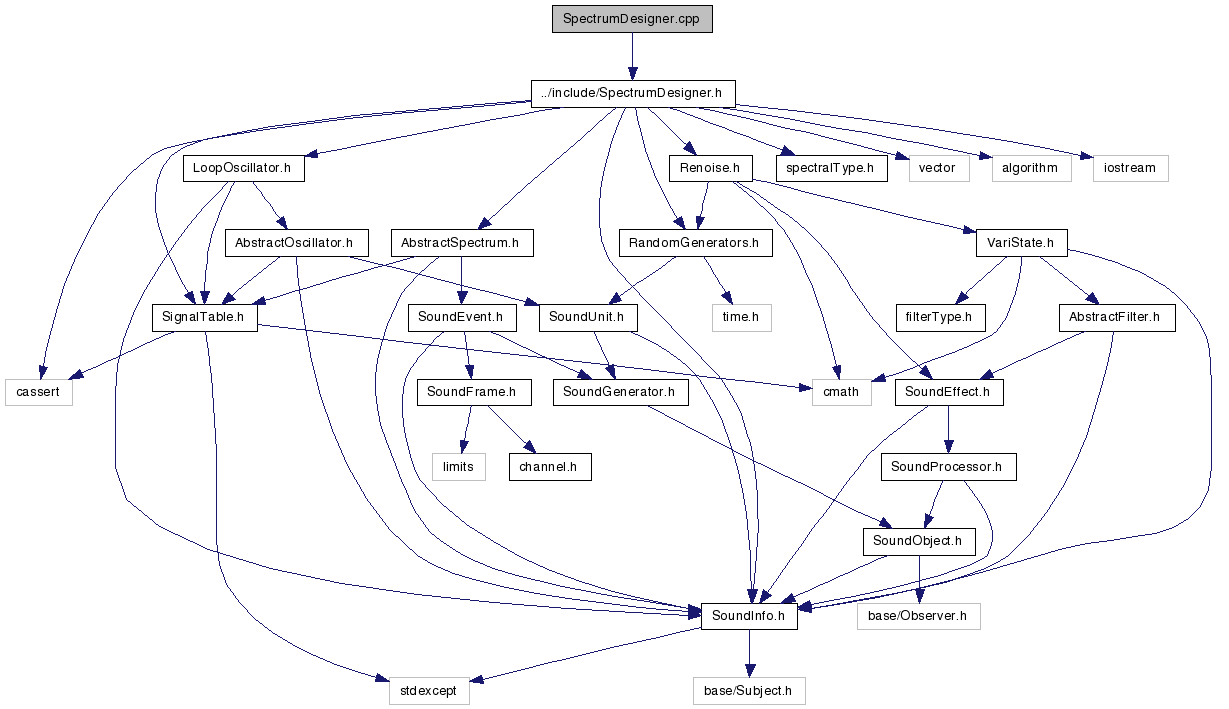 SpectrumDesigner.cpp
../include/SpectrumDesigner.h
LoopOscillator.h
Renoise.h
spectralType.h
vector
algorithm
iostream
AbstractOscillator.h
AbstractSpectrum.h
RandomGenerators.h
VariState.h
SignalTable.h
SoundEvent.h
SoundUnit.h
time.h
filterType.h
AbstractFilter.h
cassert
SoundFrame.h
SoundGenerator.h
cmath
SoundEffect.h
limits
channel.h
SoundProcessor.h
SoundObject.h
SoundInfo.h
base/Observer.h
stdexcept
base/Subject.h